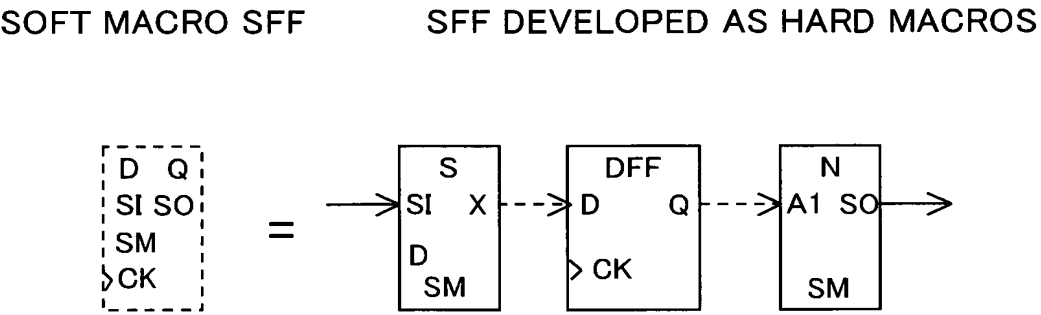 SOFT MACRO SFF
SFF DEVELOPED AS HARD MACROS
D Q
SI SO
SM
CK
=
S
SI X
D
SM
DFF
D Q
CK
N
A1 SO
SM